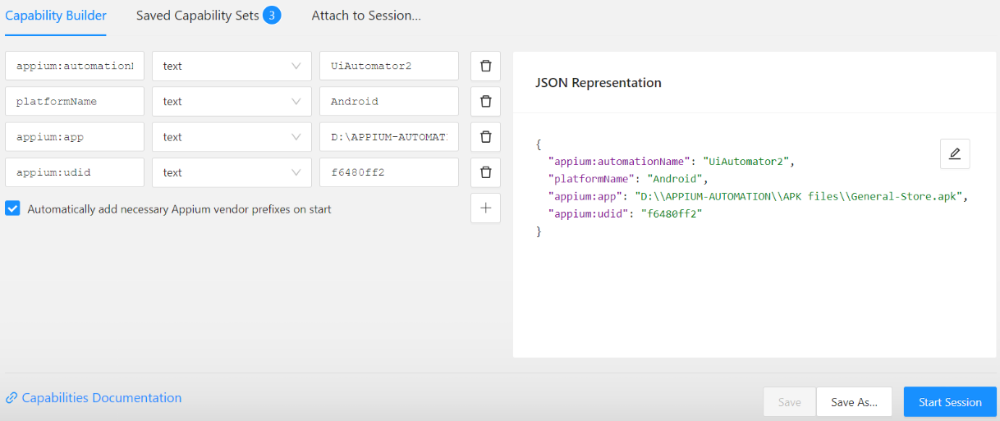 Capability Builder
Saved Capability Sets 3
Attach to Session...
appium:automationN
text
UiAutomator2
platformName
text
Android
appium:app
text
D:\APPIUM-AUTOMATI
appium:udid
text
f6480ff2
Automatically add necessary Appium vendor prefixes on start
JSON Representation
{
"appium:automationName": "UiAutomator2",
"platformName": "Android",
"appium:app": "D:\\APPIUM-AUTOMATION\\APK files\\General-Store.apk",
"appium:udid": "f6480ff2"
}
Capabilities Documentation
Save
Save As...
Start Session